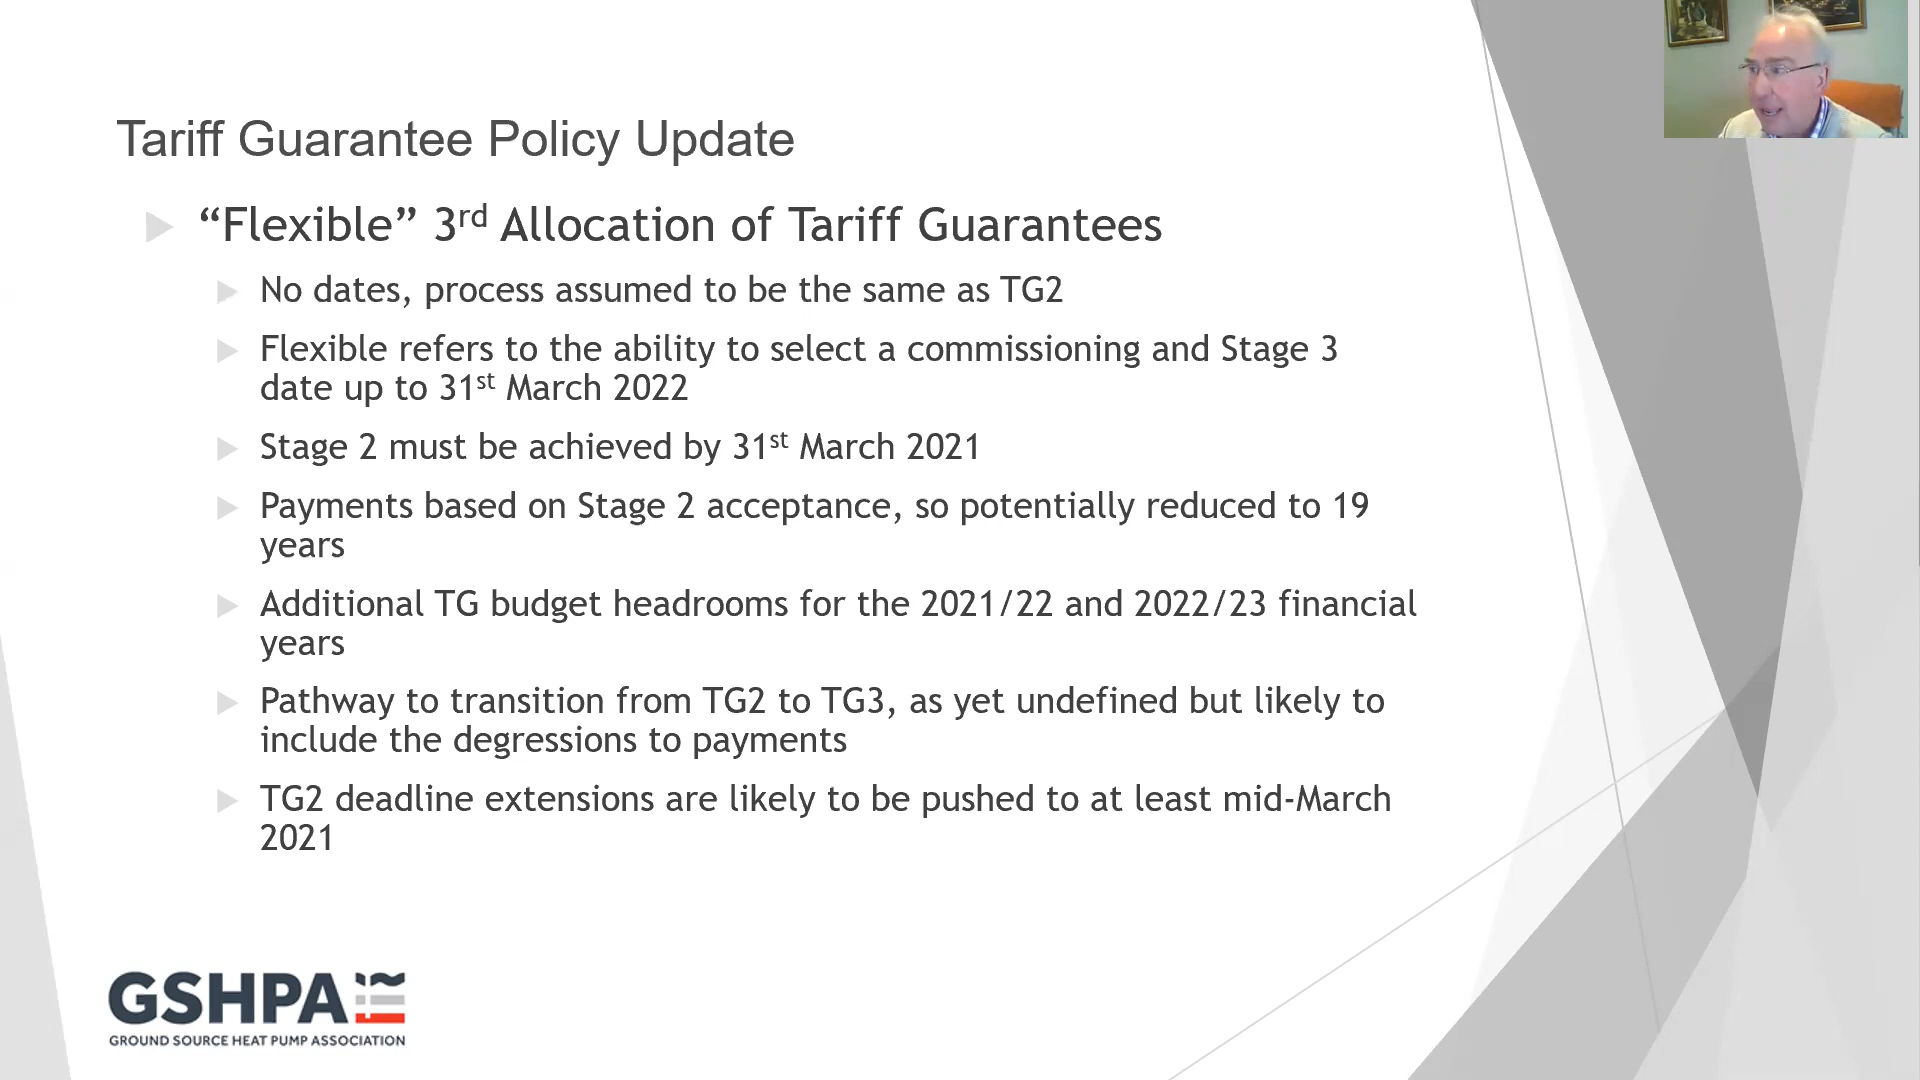 Tariff Guarantee Policy Update
“Flexible” 3rd Allocation of Tariff Guarantees
No dates, process assumed to be the same as TG2
Flexible refers to the ability to select a commissioning and Stage 3
date up to 31st March 2022
Stage 2 must be achieved by 31st March 2021
Payments based on Stage 2 acceptance, so potentially reduced to 19
years
Additional TG budget headrooms for the 2021/22 and 2022/23 financial
years
Pathway to transition from TG2 to TG3, as yet undefined but likely to
include the degressions to payments
TG2 deadline extensions are likely to be pushed to at least mid-March
2021
GSHPA
GROUND SOURCE HEAT PUMP ASSOCIATION